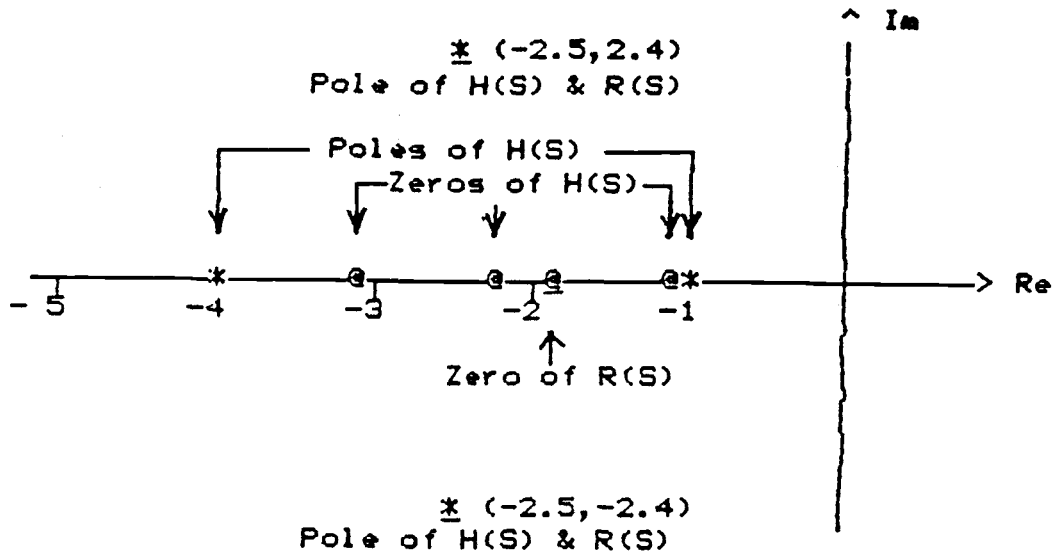 ^ Im
* (-2.5,2.4)
Pole of H(S) & R(S)
Poles of H(S)
Zeros of H(S)
* @ @ @ @ *
> Re
- 5 -4 -3 -2 -1
Zero of R(S)
* (-2.5,-2.4)
Pole of H(S) & R(S)